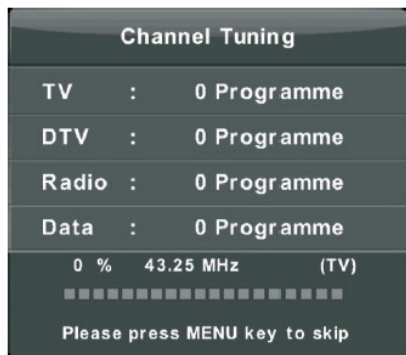 Channel Tuning
TV : 0 Programme
DTV : 0 Programme
Radio : 0 Programme
Data : 0 Programme
0 % 43.25 MHz (TV)
Please press MENU key to skip